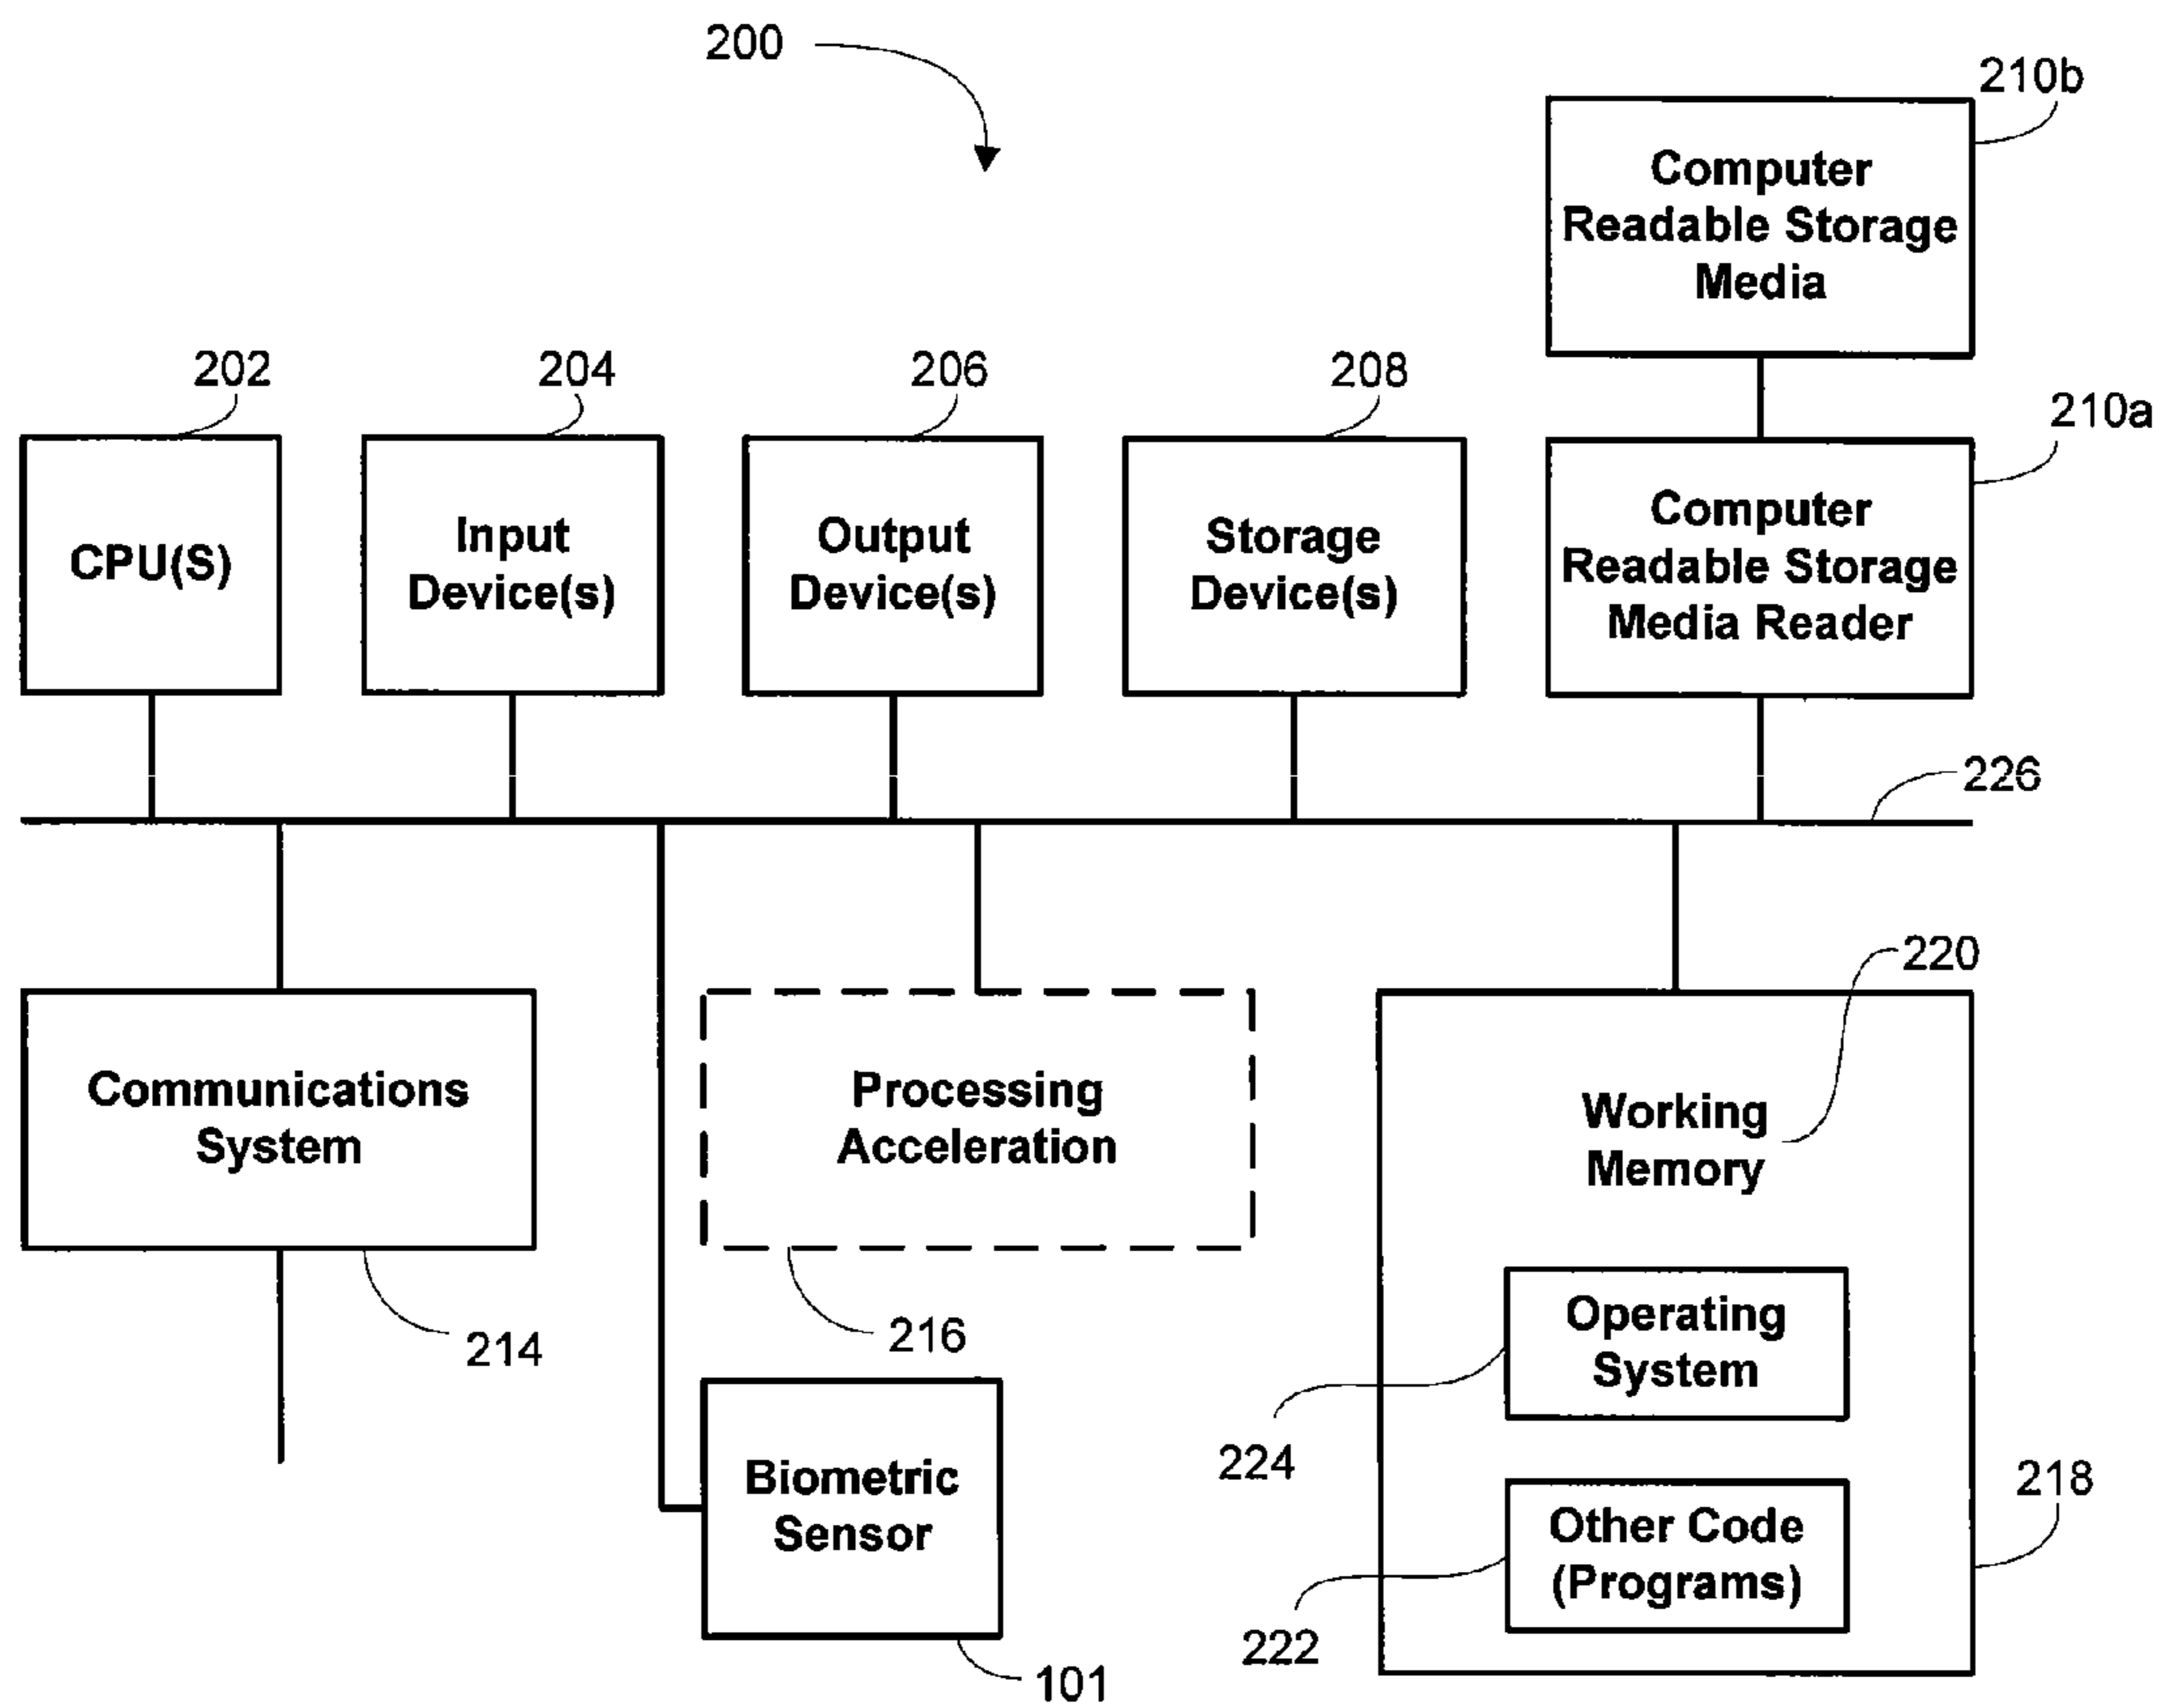 200
210b
Computer
Readable Storage
Media
202
204
206
208
210a
CPU(S)
Input
Device(s)
Output
Device(s)
Storage
Device(s)
Computer
Readable Storage
Media Reader
226
220
Communications
System
214
Processing
Acceleration
216
Working
Memory
Operating
System
224
218
Other Code
(Programs)
222
Biometric
Sensor
101